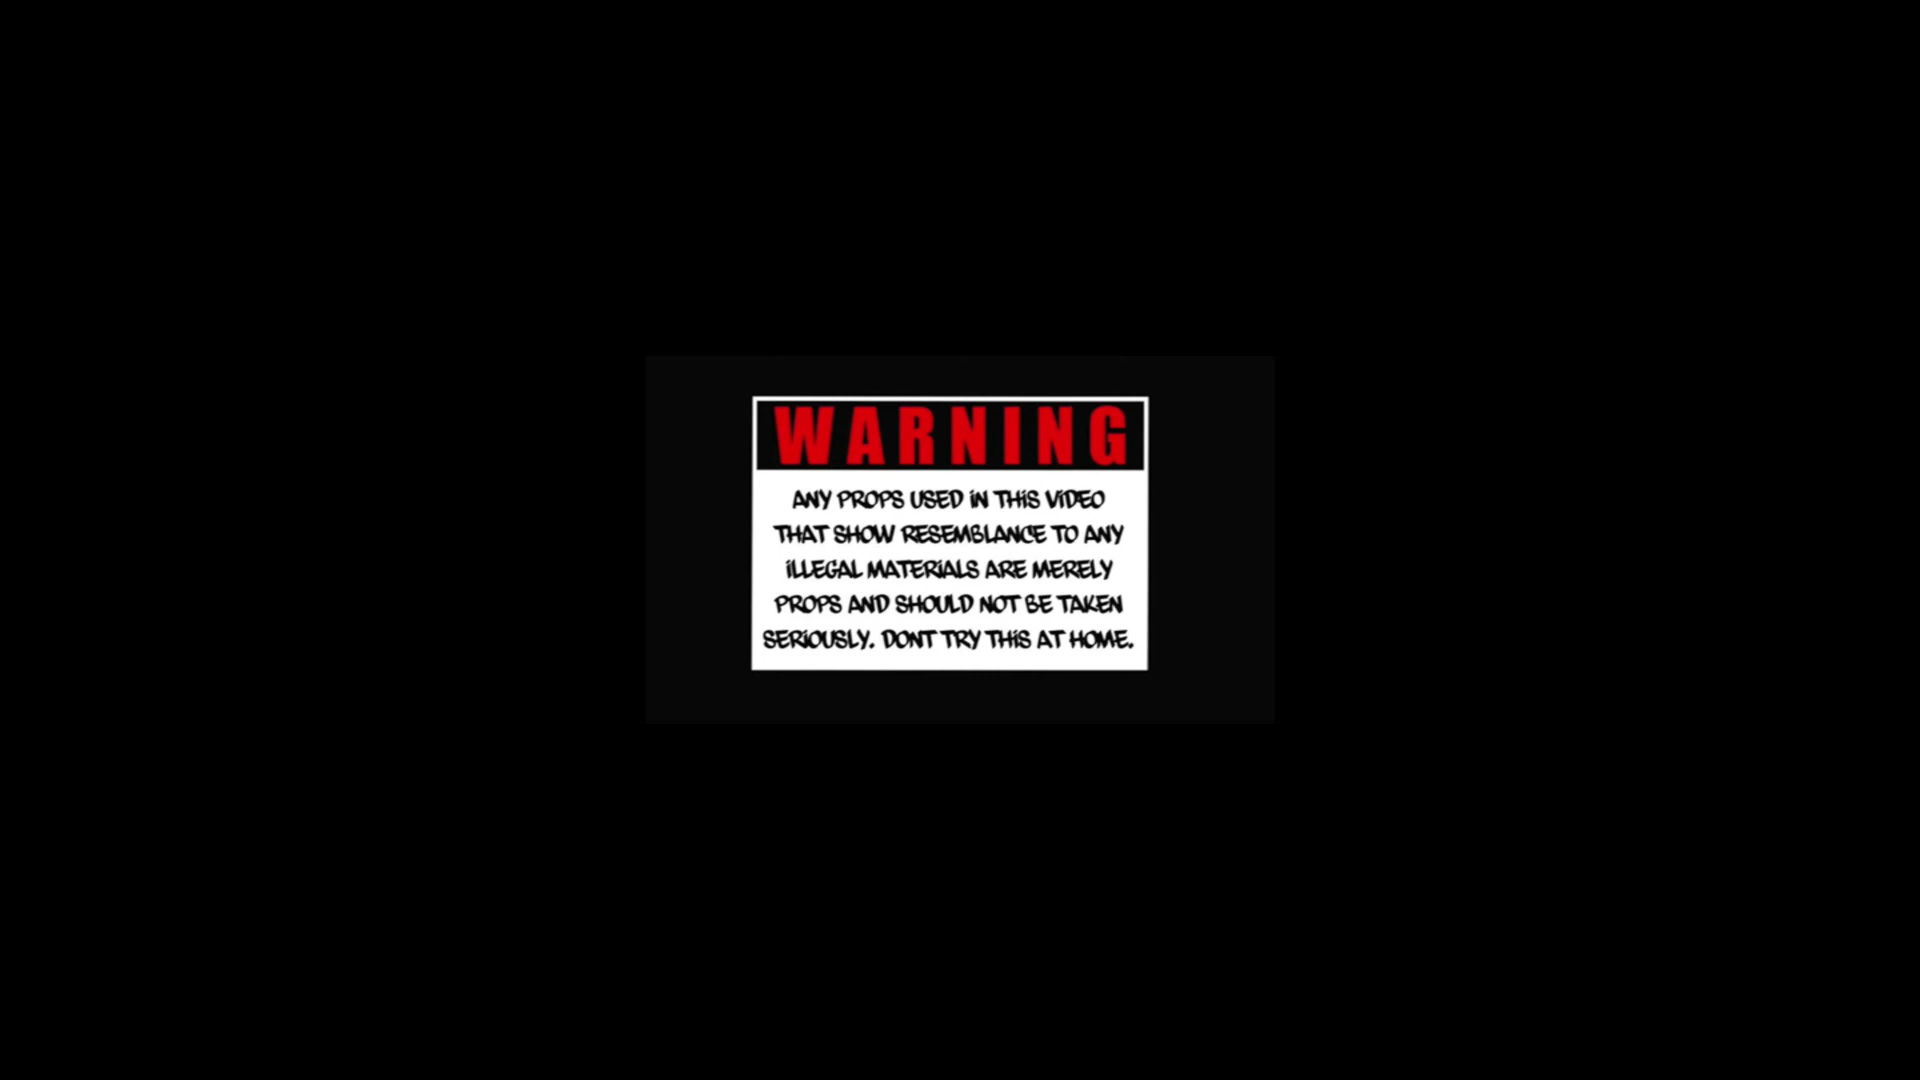 WARNING
ANY PROPS USED iN THiS ViDEO
THAT SHOW RESEMBLANCE TO ANY
iLLEGAL MATERiALS ARE MERELY
PROPS AND SHOULD NOT BE TAKEN
SERiOUSLY. DONT TRY THiS AT HOME.